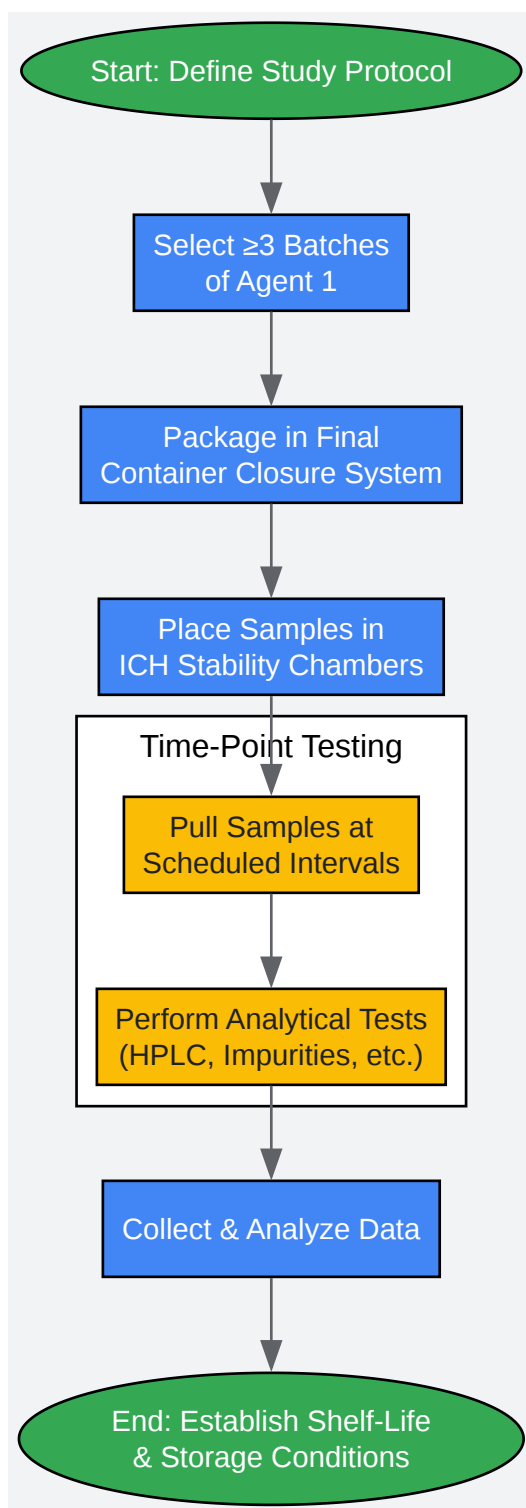 Start: Define Study Protocol
Select ≥3 Batches
of Agent 1
Package in Final
Container Closure System
Place Samples in
ICH Stability Chambers
Time-Point Testing
Pull Samples at
Scheduled Intervals
Perform Analytical Tests
(HPLC, Impurities, etc.)
Collect & Analyze Data
End: Establish Shelf-Life
& Storage Conditions